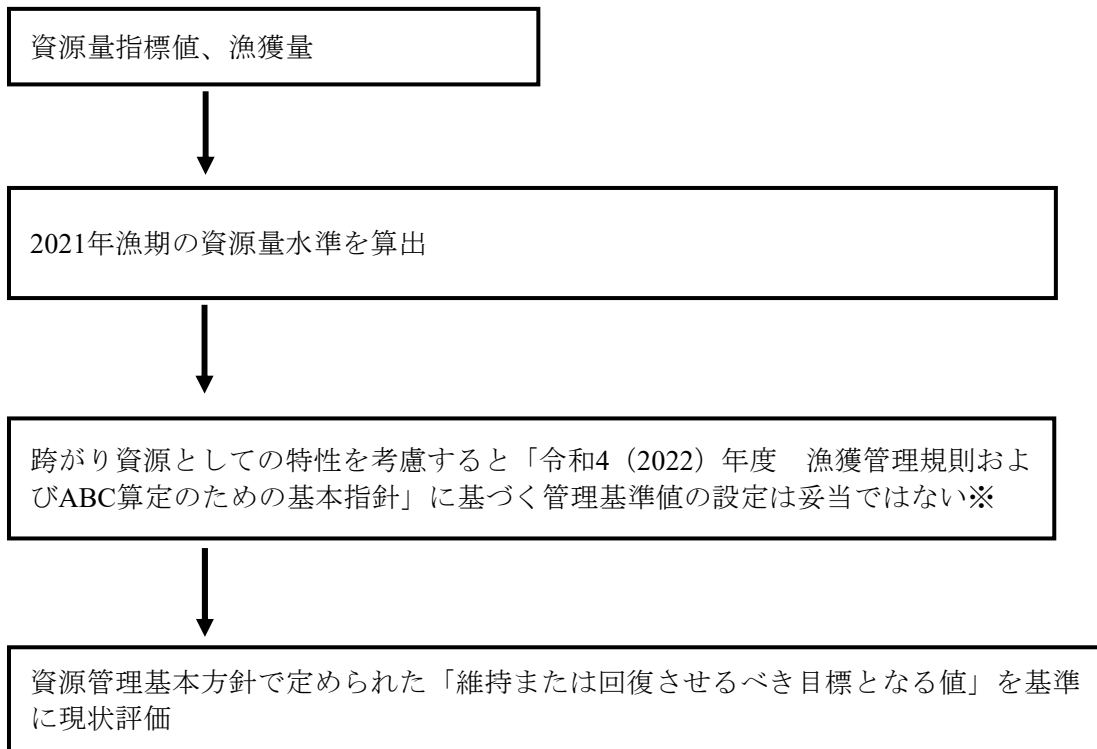 資源量指標値、漁獲量
2021年漁期の資源量水準を算出
跨がり資源としての特性を考慮すると「令和4（2022）年度　漁獲管理規則およ
びABC算定のための基本指針」に基づく管理基準値の設定は妥当ではない※
資源管理基本方針で定められた「維持または回復させるべき目標となる値」を基準
に現状評価